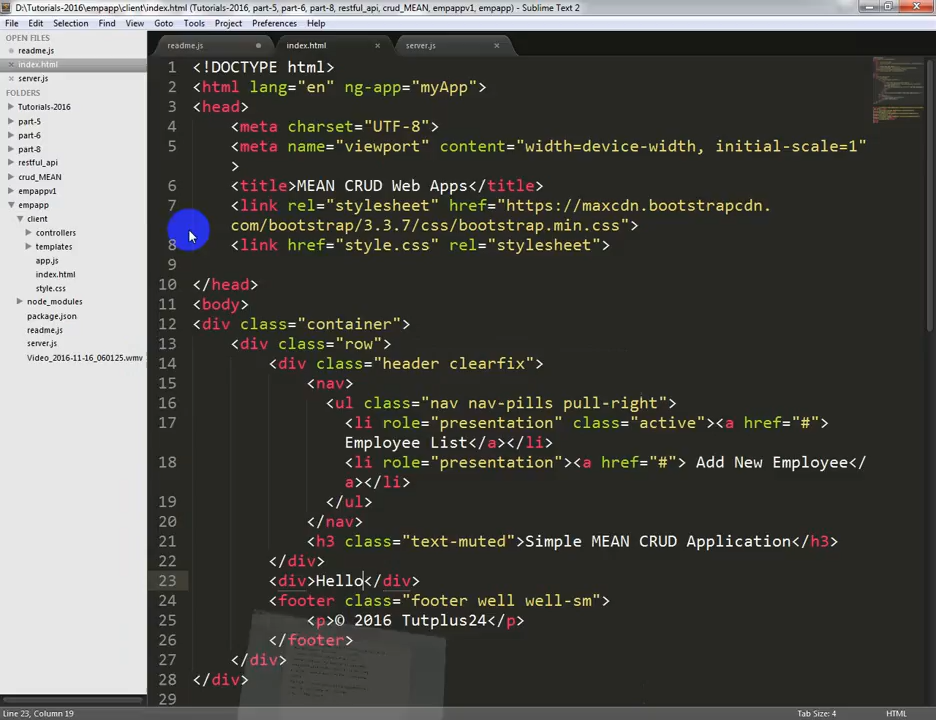 D:\Tutorials-2016\empapp\client\index.html (Tutorials-2016, part-5, part-6, part-8, restful_api, crud_MEAN, empappv1, empapp) - Sublime Text 2
File Edit Selection Find View Goto Tools Project Preferences Help
OPEN FILES
readme.js
index.html
server.js
FOLDERS
Tutorials-2016
part-5
part-6
part-8
restful_api
crud_MEAN
empappv1
empapp
client
controllers
templates
app.js
index.html
style.css
node_modules
package.json
readme.js
server.js
Video_2016-11-16_060125.wmv
readme.js index.html server.js
1 <!DOCTYPE html>
2 <html lang="en" ng-app="myApp">
3 <head>
4 <meta charset="UTF-8">
5 <meta name="viewport" content="width=device-width, initial-scale=1"
>
6 <title>MEAN CRUD Web Apps</title>
7 <link rel="stylesheet" href="https://maxcdn.bootstrapcdn.
com/bootstrap/3.3.7/css/bootstrap.min.css">
8 <link href="style.css" rel="stylesheet">
9
10 </head>
11 <body>
12 <div class="container">
13 <div class="row">
14 <div class="header clearfix">
15 <nav>
16 <ul class="nav nav-pills pull-right">
17 <li role="presentation" class="active"><a href="#">
Employee List</a></li>
18 <li role="presentation"><a href="#"> Add New Employee</
a></li>
19 </ul>
20 </nav>
21 <h3 class="text-muted">Simple MEAN CRUD Application</h3>
22 </div>
23 <div>Hello</div>
24 <footer class="footer well well-sm">
25 <p>© 2016 Tutplus24</p>
26 </footer>
27 </div>
28 </div>
29
Line 23, Column 19 Tab Size: 4 HTML